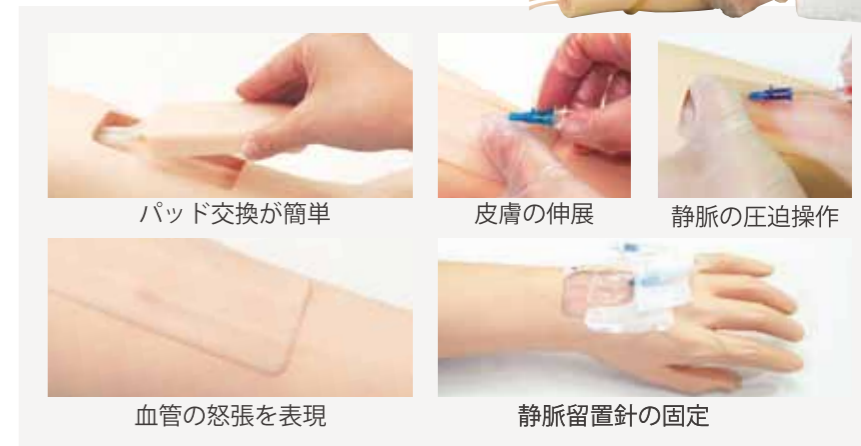 パッド交換が簡単
皮膚の伸展
静脈の圧迫操作
血管の怒張を表現
静脈留置針の固定